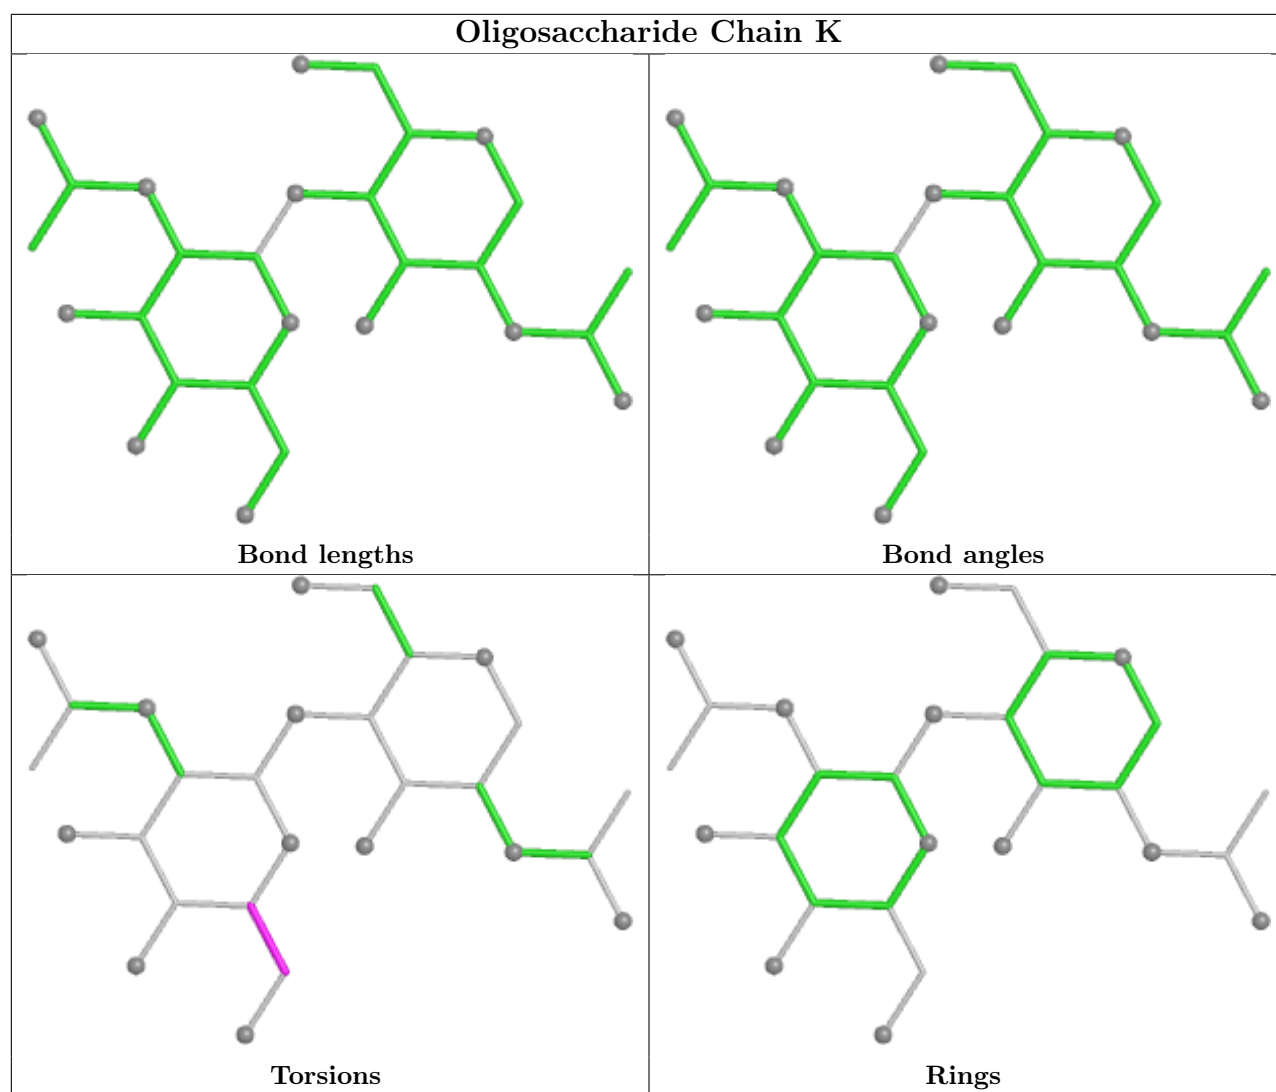 Oligosaccharide Chain K
Bond lengths
Bond angles
Torsions
Rings